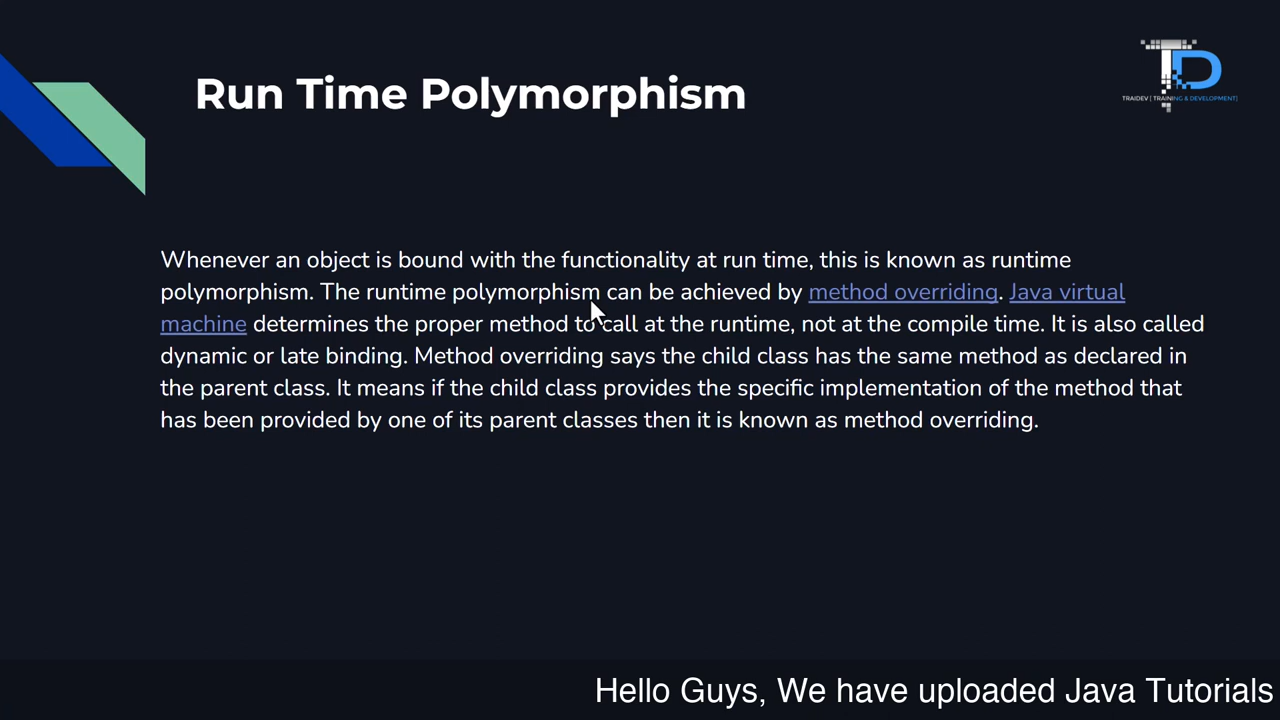 Run Time Polymorphism
TRAIDEV [ TRAINING & DEVELOPMENT]
Whenever an object is bound with the functionality at run time, this is known as runtime
polymorphism. The runtime polymorphism can be achieved by method overriding. Java virtual
machine determines the proper method to call at the runtime, not at the compile time. It is also called
dynamic or late binding. Method overriding says the child class has the same method as declared in
the parent class. It means if the child class provides the specific implementation of the method that
has been provided by one of its parent classes then it is known as method overriding.
Hello Guys, We have uploaded Java Tutorials